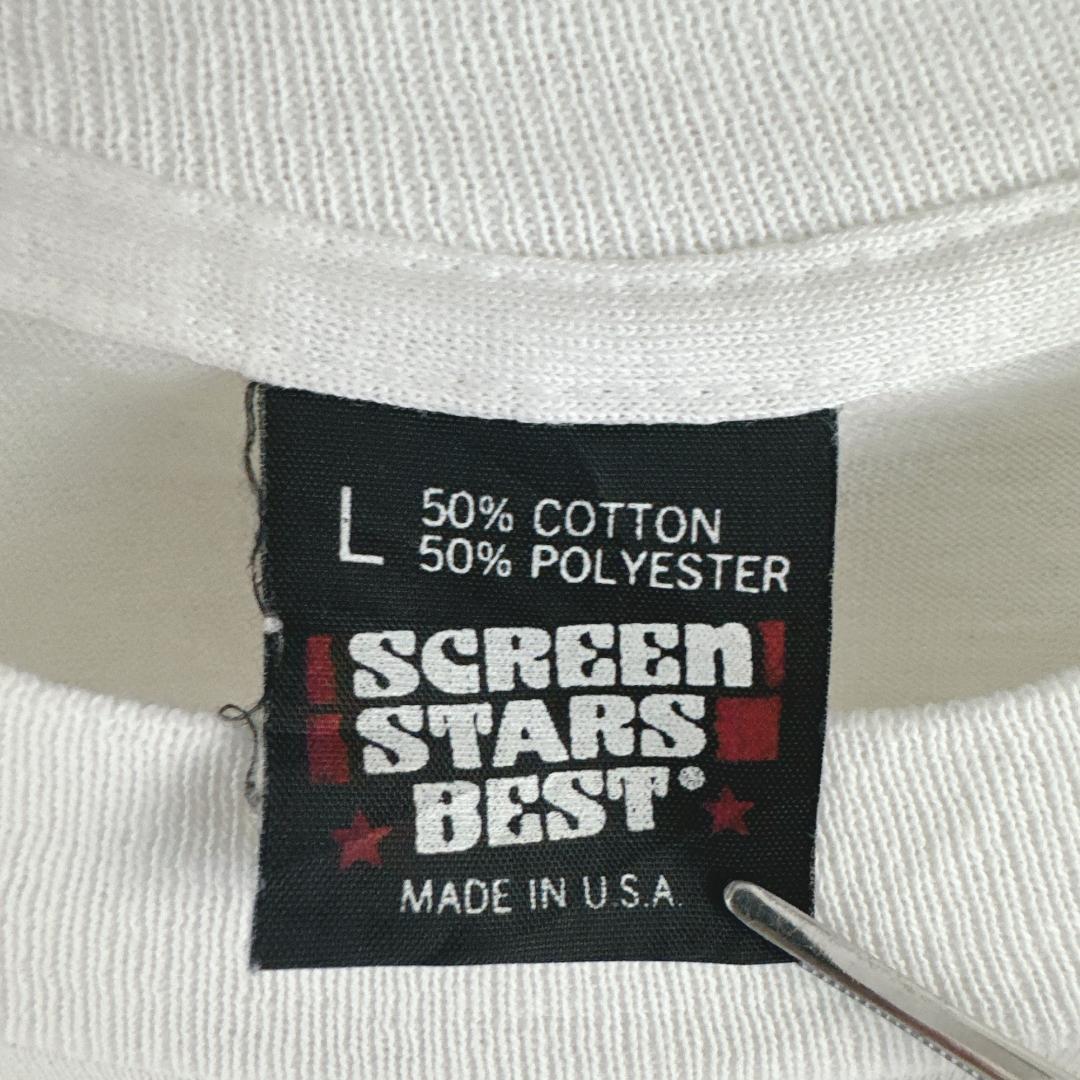 L 50% COTTON
50% POLYESTER
SCREEN
STARS
BEST®
MADE IN U.S.A.